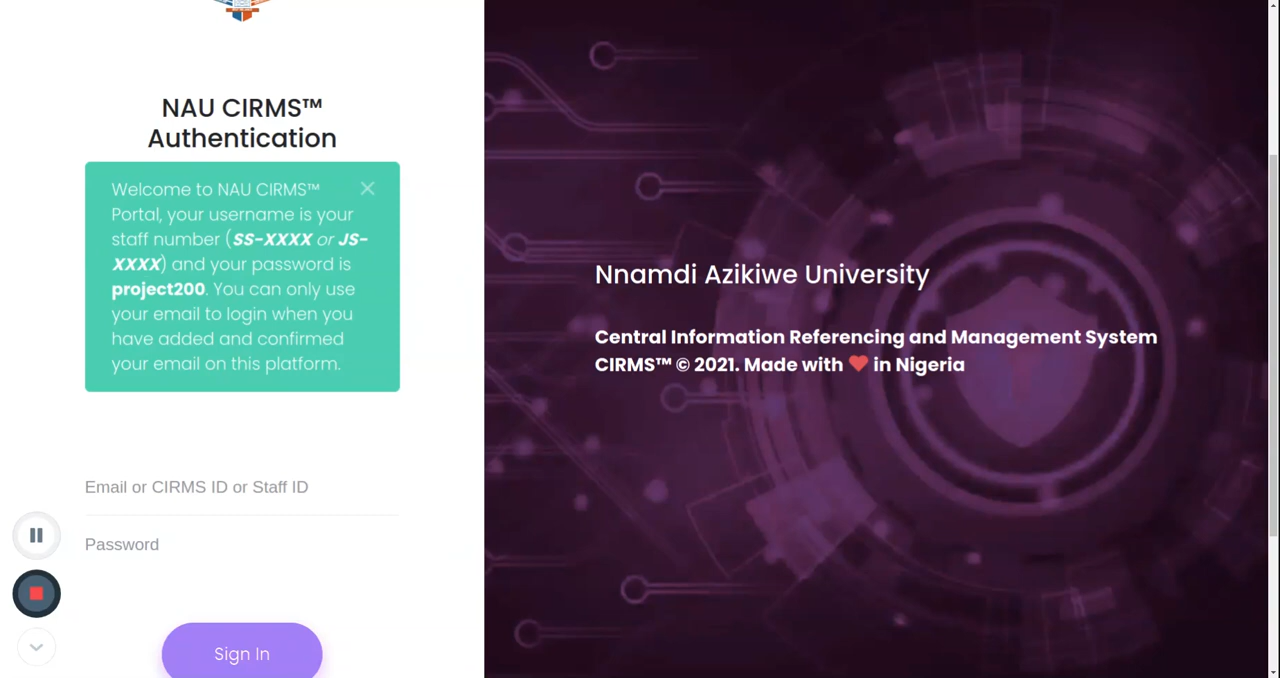 NAU CIRMS™
Authentication
Welcome to NAU CIRMS™
Portal, your username is your
staff number (SS-XXXX or JS-
XXXX) and your password is
project200. You can only use
your email to login when you
have added and confirmed
your email on this platform.
Email or CIRMS ID or Staff ID
Password
Sign In
Nnamdi Azikiwe University
Central Information Referencing and Management System
CIRMS™ © 2021. Made with ❤ in Nigeria